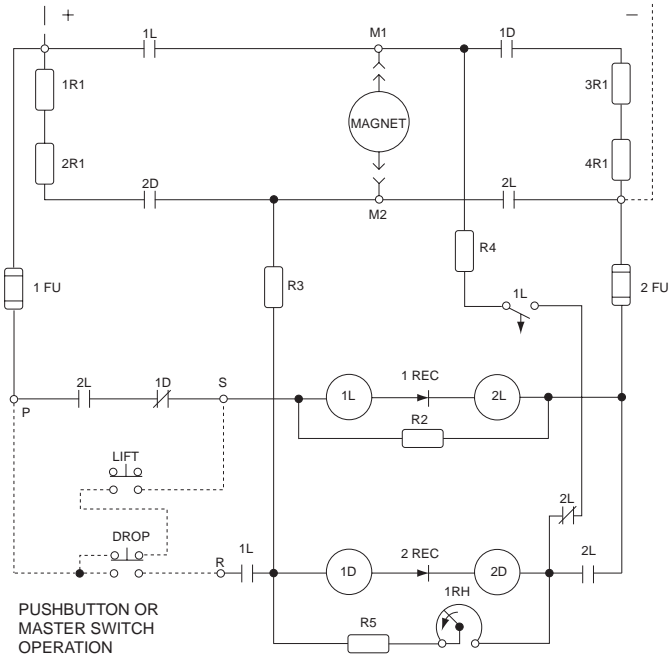 +
−
1L
M1
1D
1R1
3R1
MAGNET
2R1
4R1
2D
M2
2L
R4
R3
1 FU
2 FU
1L
2L
1D
S
1L
1 REC
2L
P
R2
LIFT
2L
DROP
R
1L
1D
2 REC
2D
2L
1RH
R5
PUSHBUTTON OR
MASTER SWITCH
OPERATION